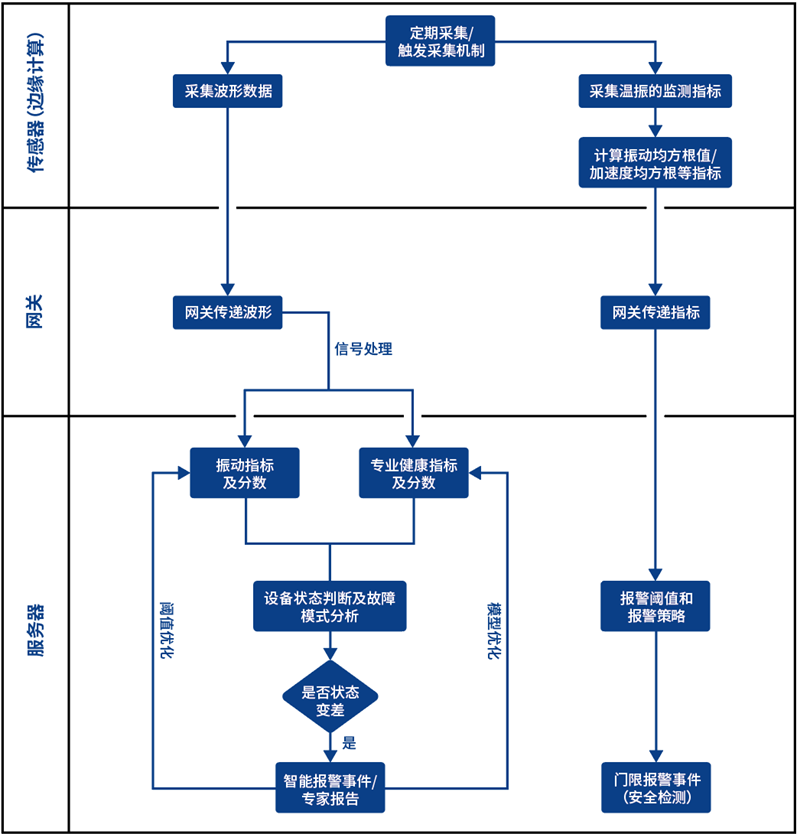 传感器(边缘计算)
定期采集/
触发采集机制
采集波形数据
采集温振的监测指标
计算振动均方根值/
加速度均方根等指标
网关
网关传递波形
网关传递指标
信号处理
服务器
振动指标
及分数
专业健康指标
及分数
阈值优化
模型优化
设备状态判断及故障
模式分析
报警阈值和
报警策略
是否状态
变差
是
智能报警事件/
专家报告
门限报警事件
(安全检测)